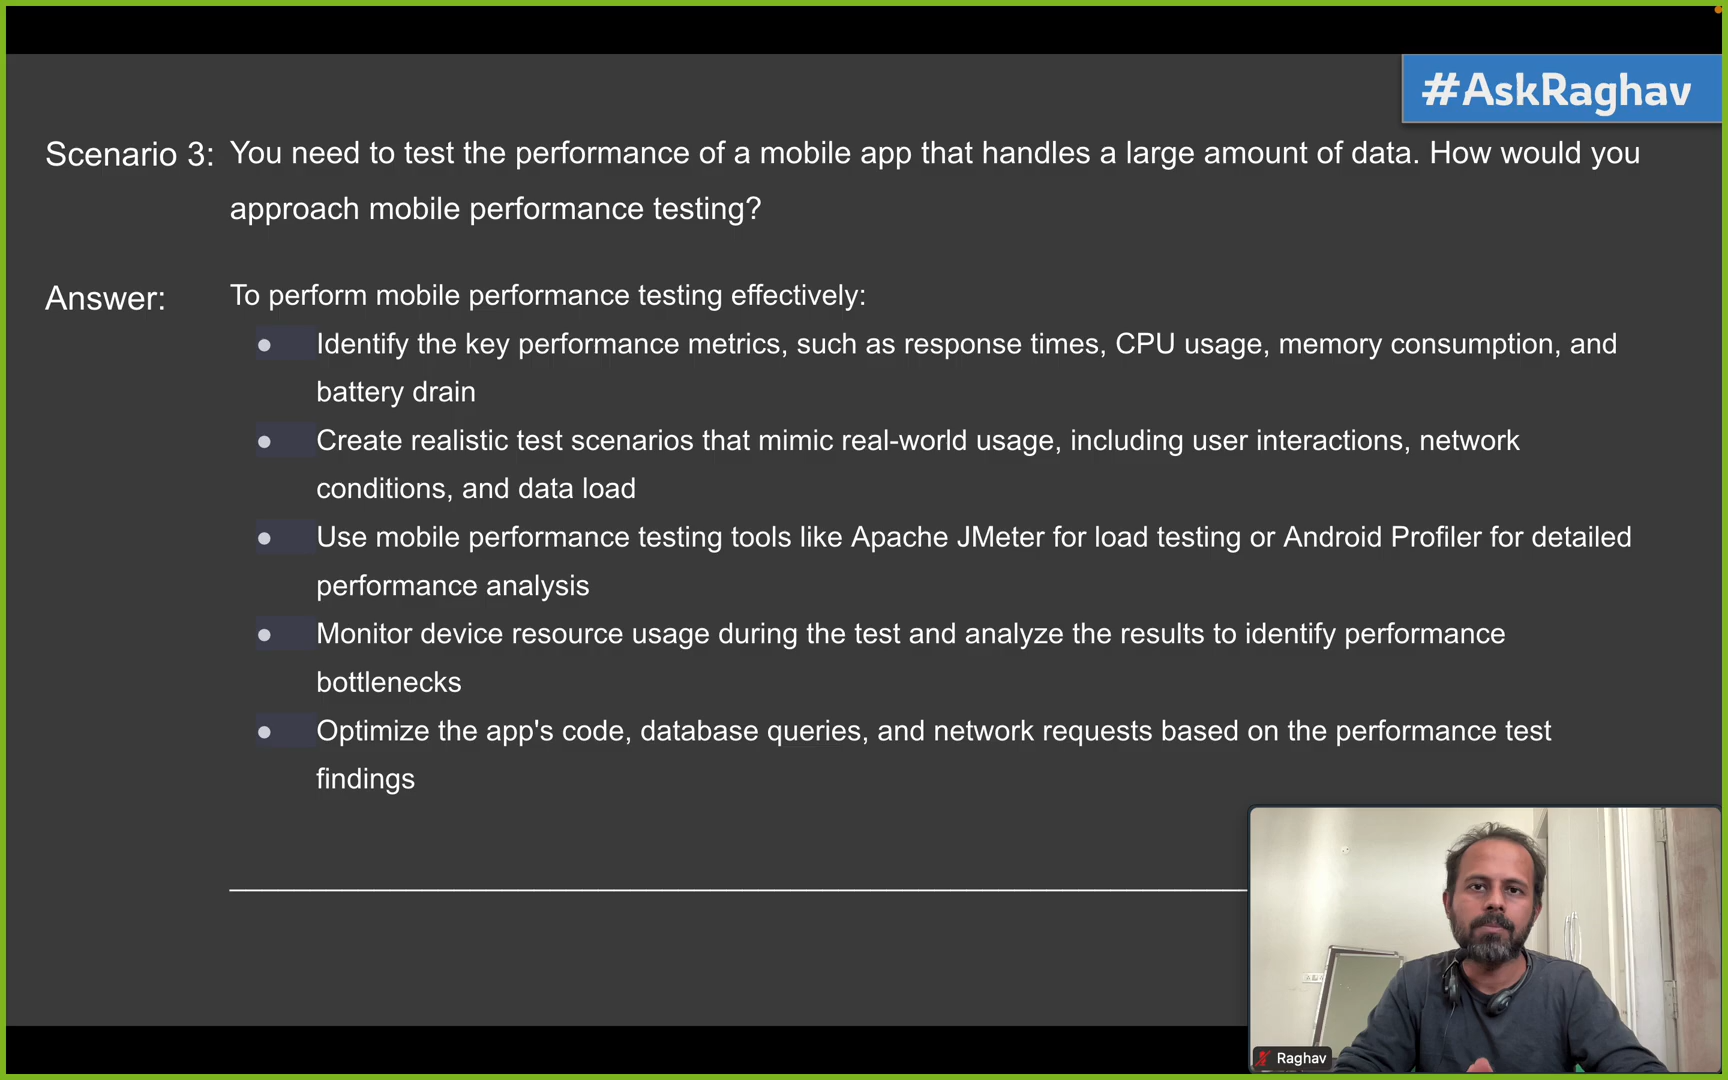 #AskRaghav
Scenario 3: You need to test the performance of a mobile app that handles a large amount of data. How would you
approach mobile performance testing?
Answer: To perform mobile performance testing effectively:
● Identify the key performance metrics, such as response times, CPU usage, memory consumption, and
battery drain
● Create realistic test scenarios that mimic real-world usage, including user interactions, network
conditions, and data load
● Use mobile performance testing tools like Apache JMeter for load testing or Android Profiler for detailed
performance analysis
● Monitor device resource usage during the test and analyze the results to identify performance
bottlenecks
● Optimize the app's code, database queries, and network requests based on the performance test
findings
Raghav